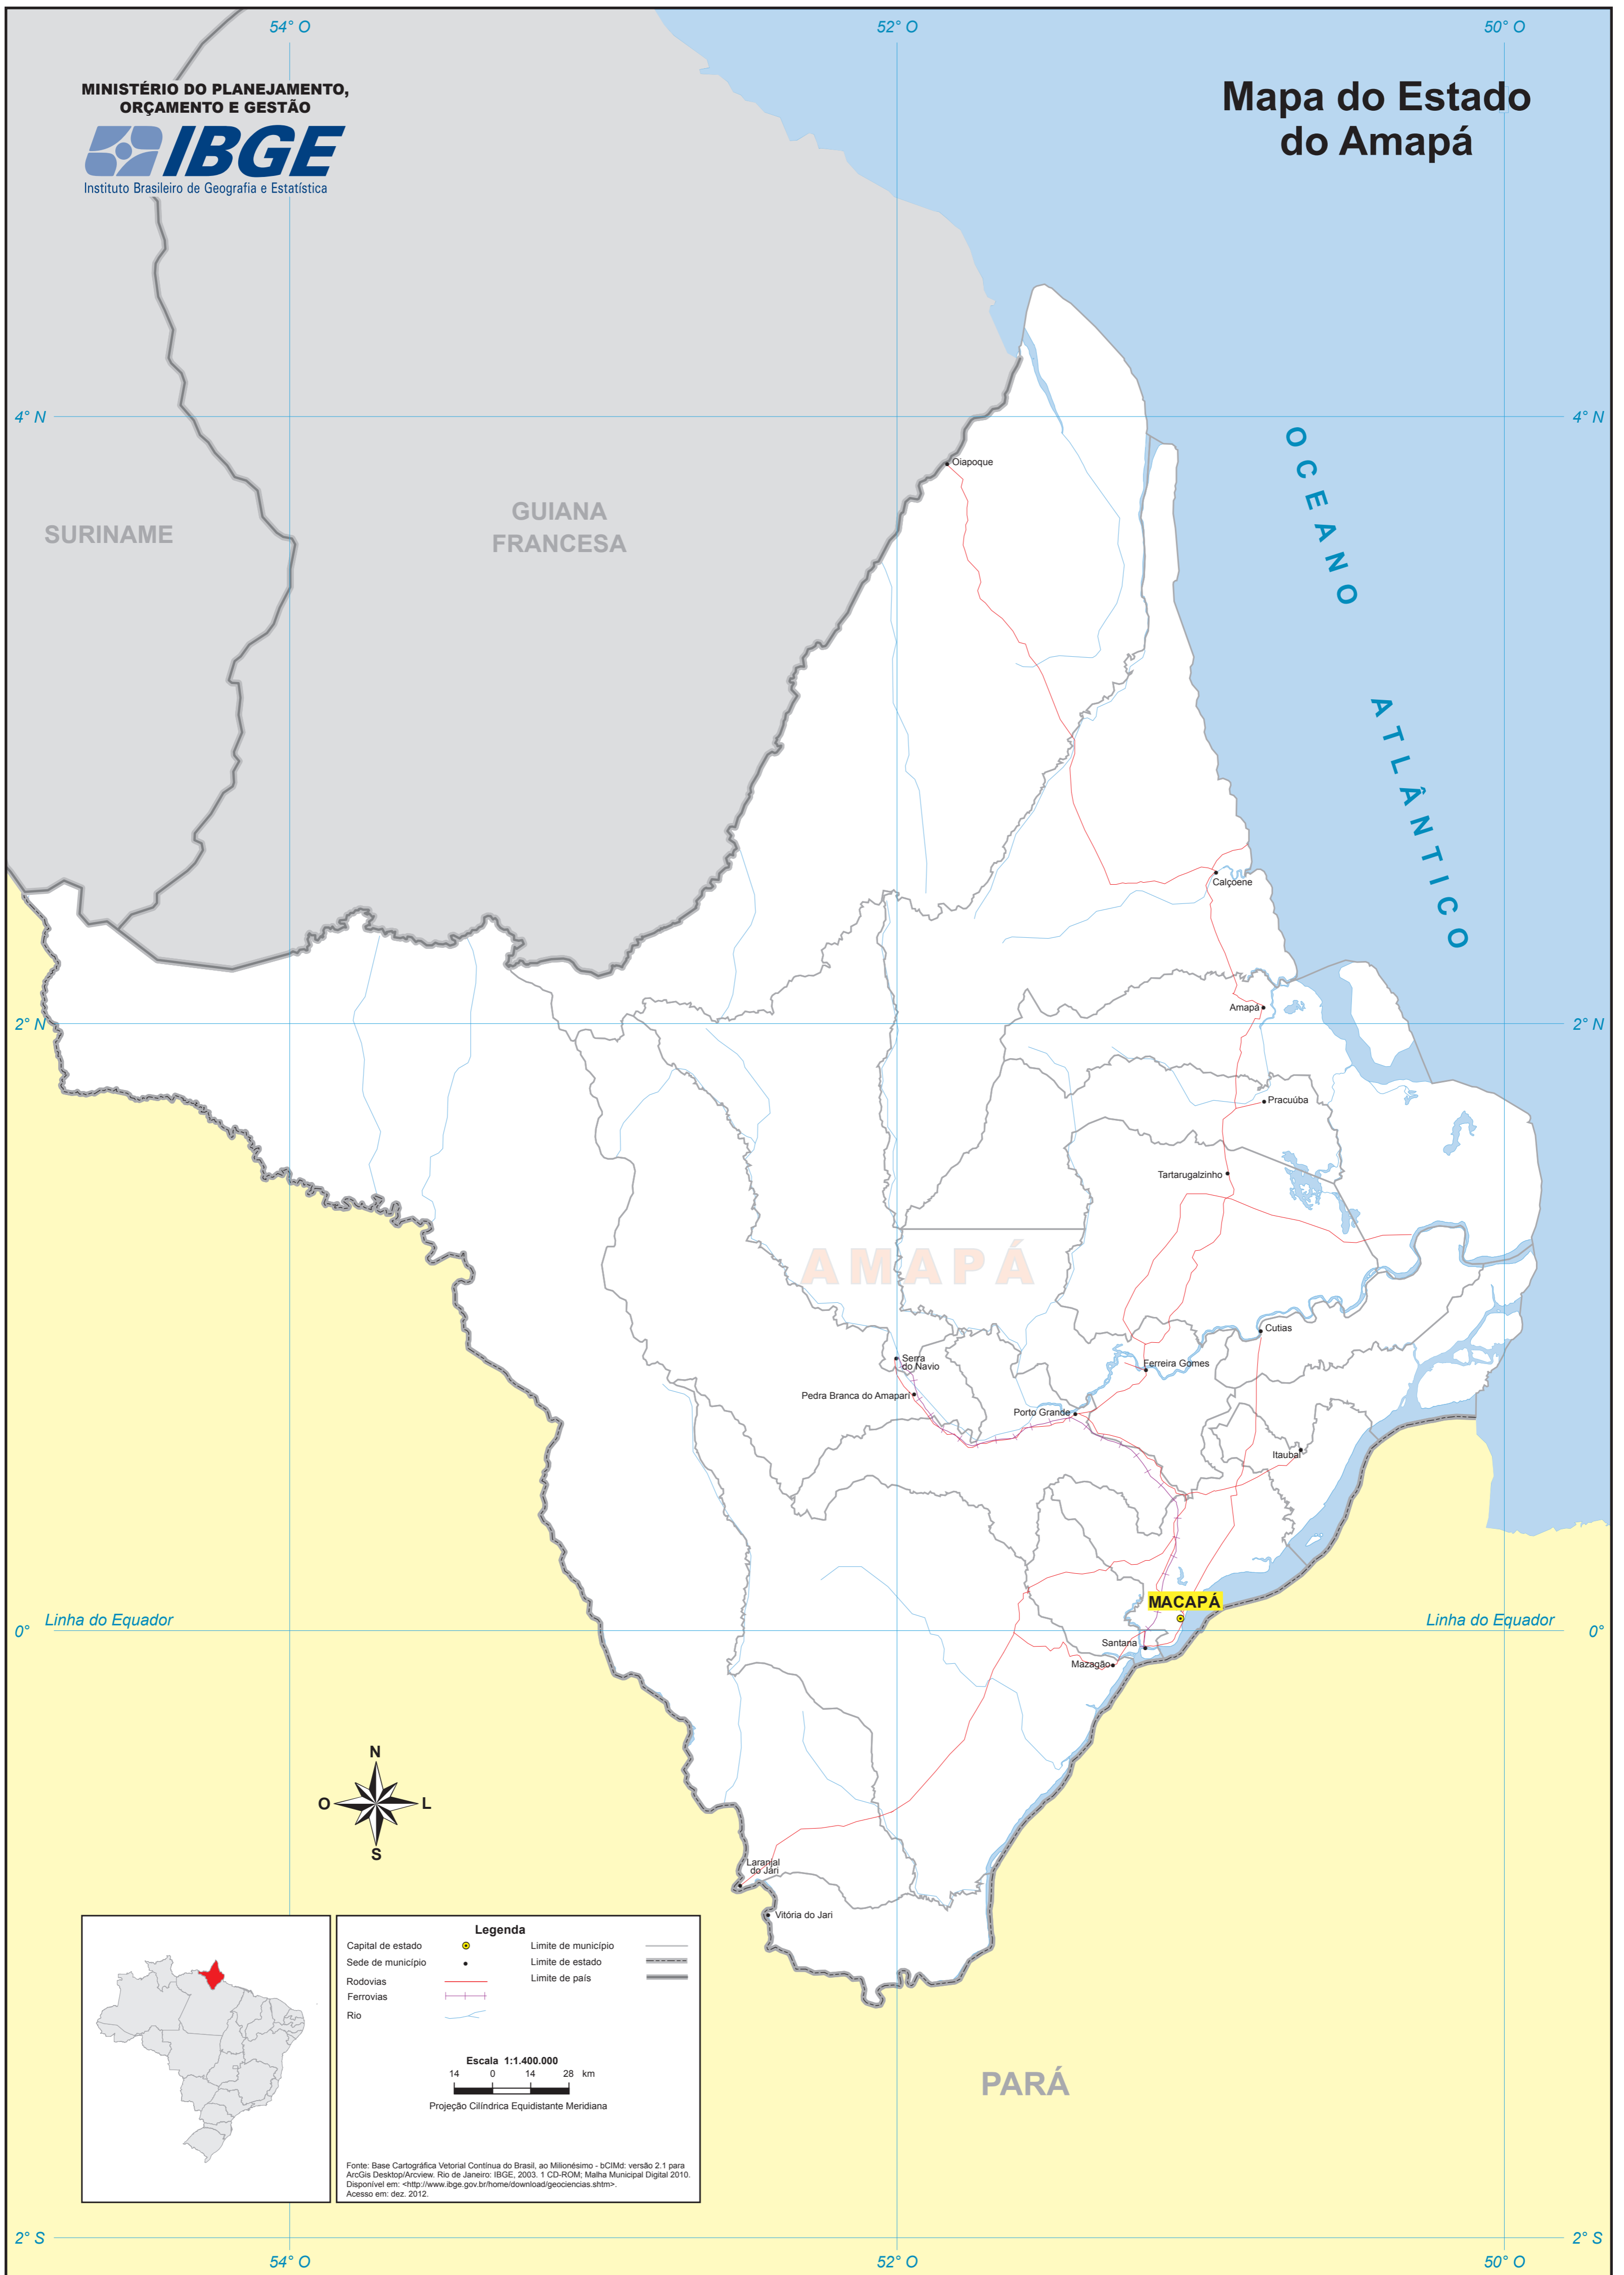 54° O
52° O
50° O
MINISTÉRIO DO PLANEJAMENTO,
ORÇAMENTO E GESTÃO
IBGE
Instituto Brasileiro de Geografia e Estatística
Mapa do Estado
do Amapá
4° N
4° N
OCEANO ATLÂNTICO
SURINAME
GUIANA
FRANCESA
Oiapoque
Calçoene
Amapá
2° N
2° N
Pracuúba
Tartarugalzinho
AMAPÁ
Cutias
Serra
do Navio
Ferreira Gomes
Pedra Branca do Amapari
Porto Grande
Itaubal
MACAPÁ
Linha do Equador
Linha do Equador
0°
0°
Santana
Mazagão
N
O
L
S
Laranjal
do Jari
Vitória do Jari
Legenda
Capital de estado
Limite de município
Sede de município
Limite de estado
Rodovias
Limite de país
Ferrovias
Rio
Escala 1:1.400.000
14 0 14 28 km
Projeção Cilíndrica Equidistante Meridiana
Fonte: Base Cartográfica Vetorial Contínua do Brasil, ao Milionésimo - bCIMd: versão 2.1 para
ArcGis Desktop/Arcview. Rio de Janeiro: IBGE, 2003. 1 CD-ROM; Malha Municipal Digital 2010.
Disponível em: <http://www.ibge.gov.br/home/download/geociencias.shtm>.
Acesso em: dez. 2012.
PARÁ
2° S
2° S
54° O
52° O
50° O